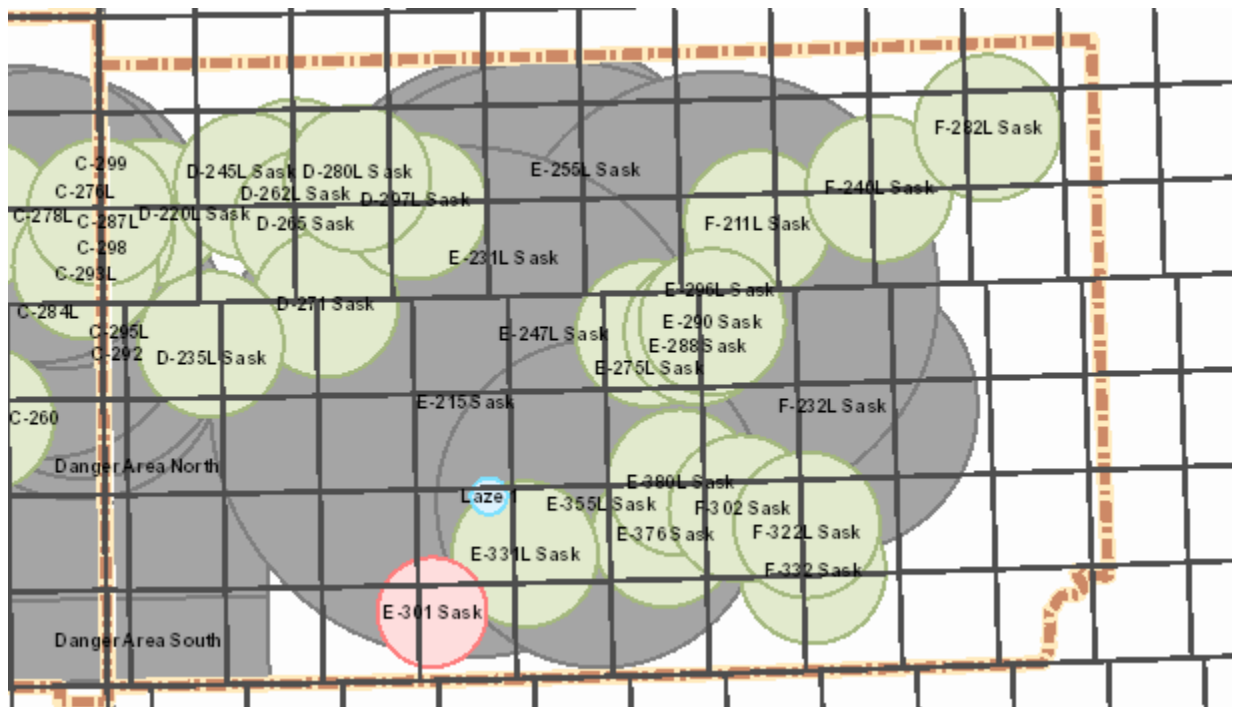 F-282L Sask
C-299
D-245L Sask
D-280L Sask
E-255L Sask
C-276L
D-262L Sask
D-297L Sask
F-240L Sask
C-278L
C-287L
D-220L Sask
D-265 Sask
F-211L Sask
C-298
E-231L Sask
C-293L
E-296L Sask
D-271 Sask
C-284L
E-290 Sask
C-295L
E-247L Sask
E-288 Sask
C-292
D-235L Sask
E-275L Sask
E-215 Sask
F-232L Sask
C-260
Danger Area North
E-380L Sask
Laze 1
E-355L Sask
F-302 Sask
E-376 Sask
F-322L Sask
E-331L Sask
F-332 Sask
E-301 Sask
Danger Area South